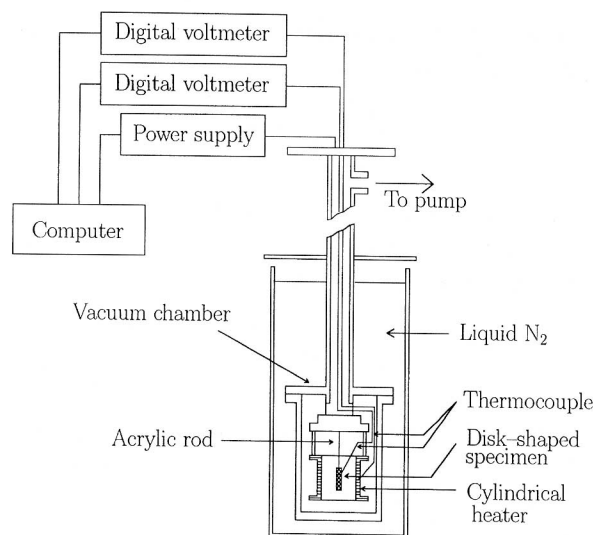 Digital voltmeter
Digital voltmeter
Power supply
To pump
Computer
Vacuum chamber
Liquid N₂
Thermocouple
Acrylic rod
Disk–shaped
specimen
Cylindrical
heater